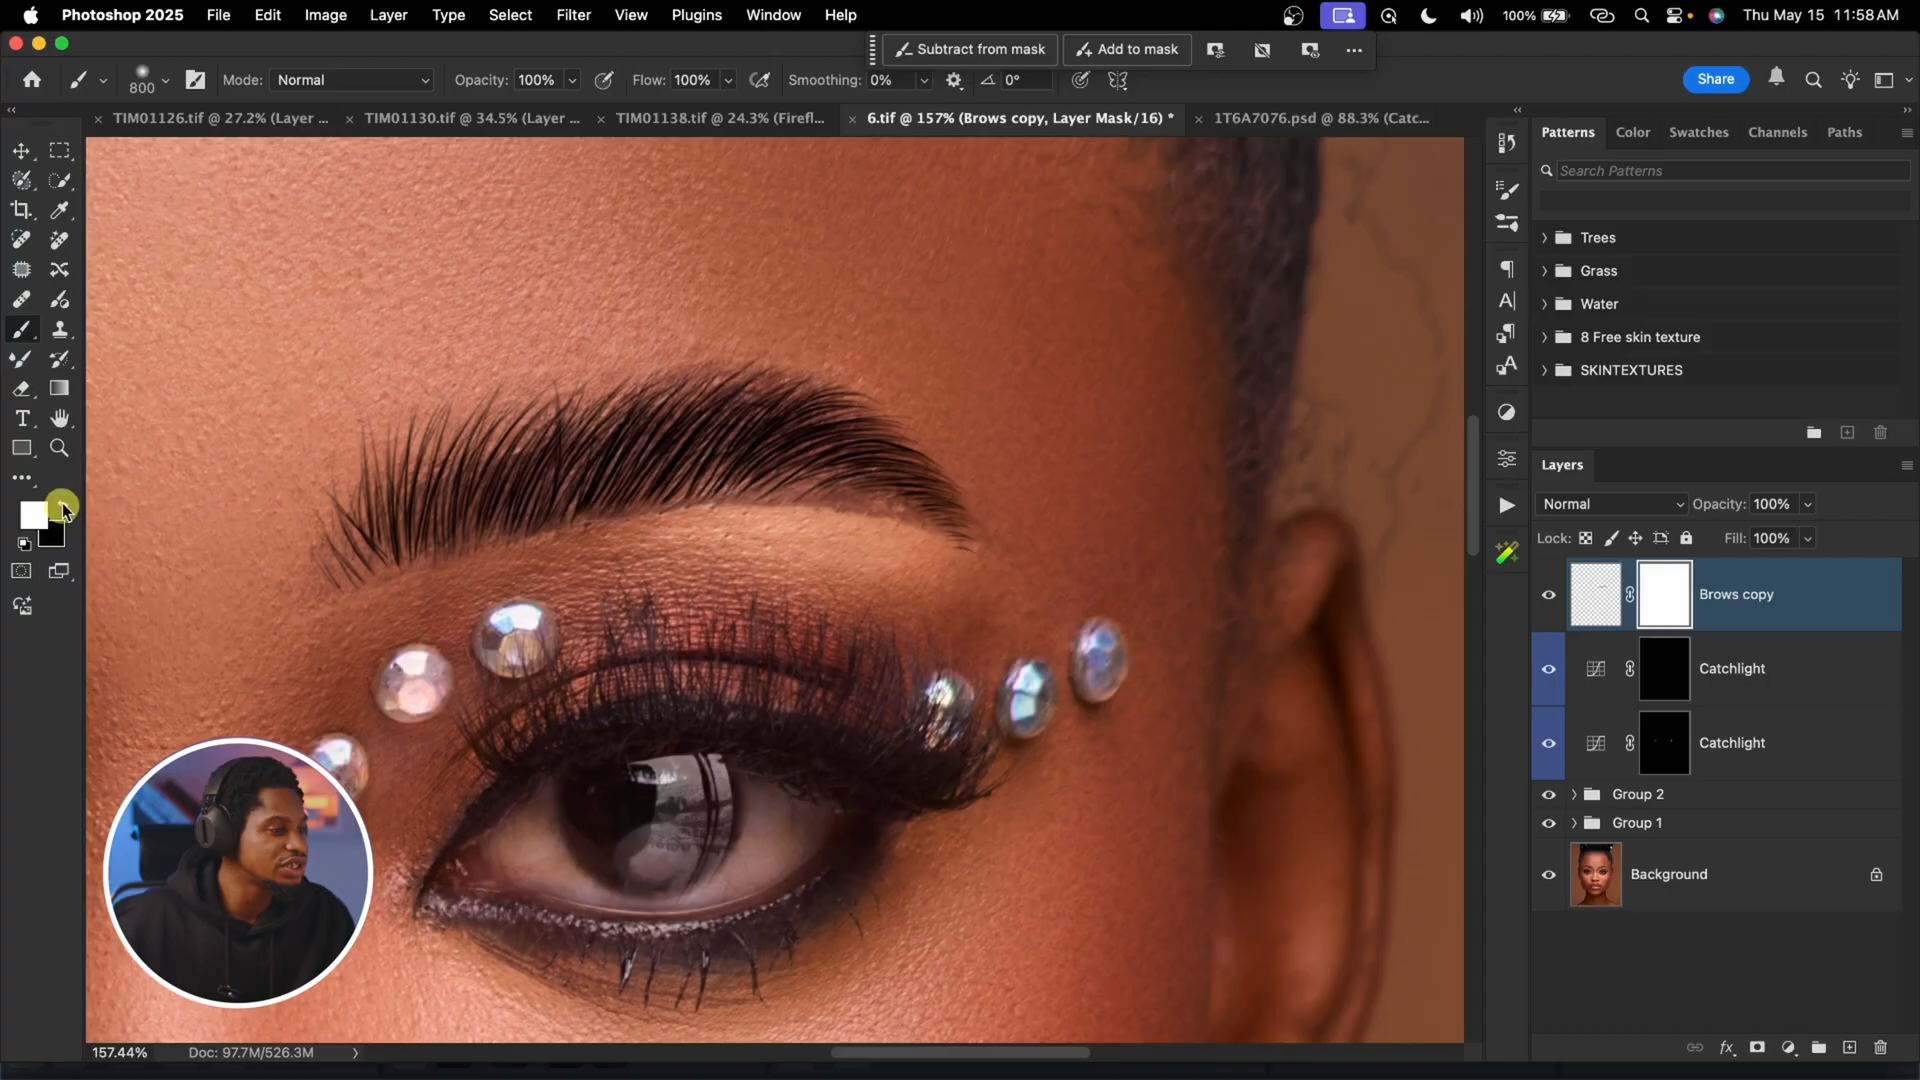 Photoshop 2025 File Edit Image Layer Type Select Filter View Plugins Window Help 100% Thu May 15 11:58 AM
Subtract from mask Add to mask
800 Mode: Normal Opacity: 100% Flow: 100% Smoothing: 0% 0° Share
TIM01126.tif @ 27.2% (Layer ... TIM01130.tif @ 34.5% (Layer ... TIM01138.tif @ 24.3% (Firefl... 6.tif @ 157% (Brows copy, Layer Mask/16) * 1T6A7076.psd @ 88.3% (Catc...
Patterns Color Swatches Channels Paths
Search Patterns
Trees
Grass
Water
8 Free skin texture
SKINTEXTURES
Layers
Normal Opacity: 100%
Lock: Fill: 100%
Brows copy
Catchlight
Catchlight
Group 2
Group 1
Background
157.44% Doc: 97.7M/526.3M